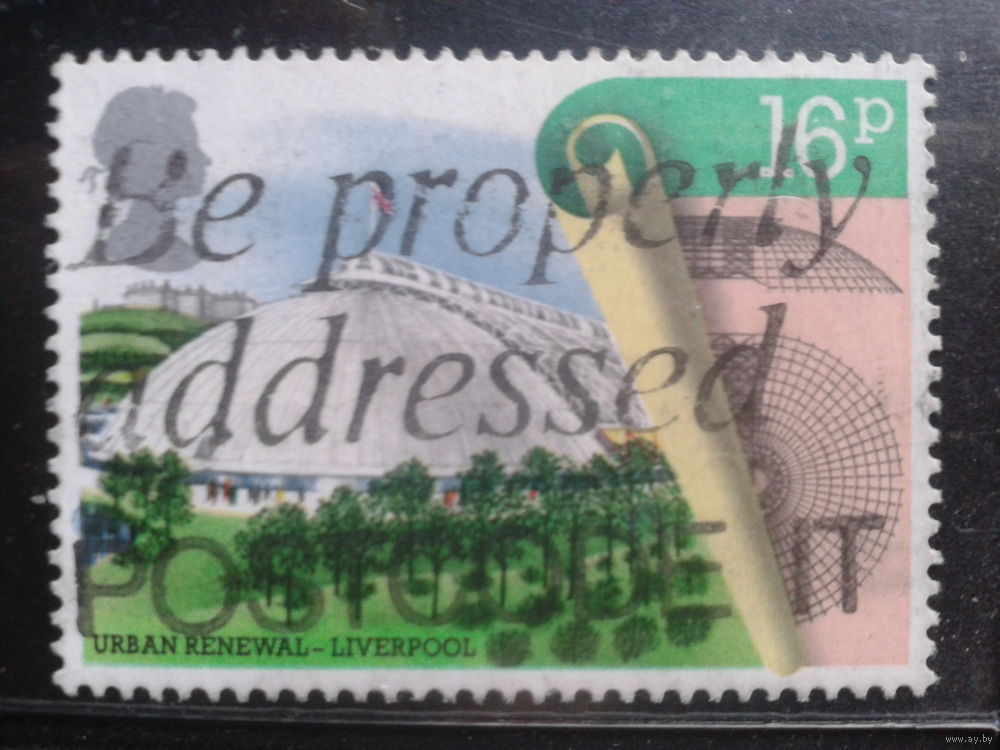 16p
Be properly
addressed
POSTCODE IT
URBAN RENEWAL – LIVERPOOL
www.ay.by